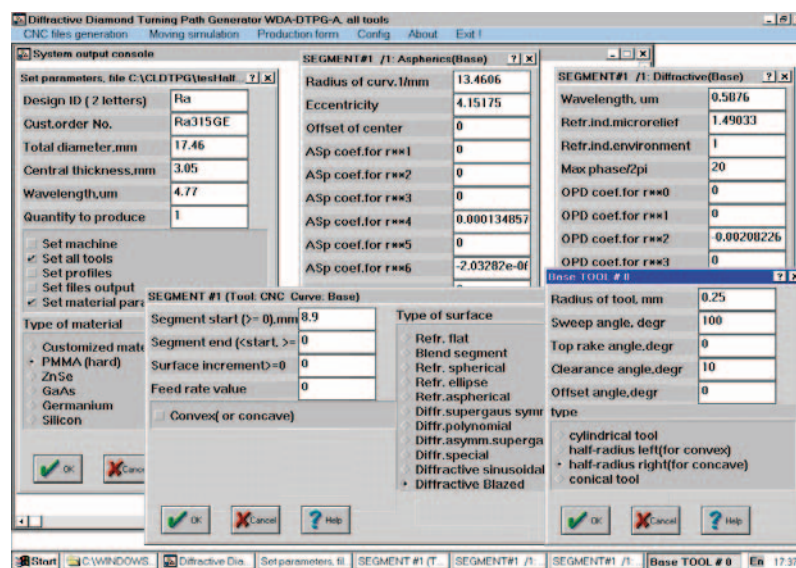 Diffractive Diamond Turning Path Generator WDA-DTPG-A, all tools
CNC files generation Moving simulation Production form Config About Exit !
System output console
Set parameters, file C:\CLDTPG\tesHalf...
Design ID ( 2 letters) Ra
Cust.order No. Ra315GE
Total diameter,mm 17.46
Central thickness,mm 3.05
Wavelength,um 4.77
Quantity to produce 1
Set machine
Set all tools
Set profiles
Set files output
Set material para
Type of material
Customized mate
PMMA (hard)
ZnSe
GaAs
Germanium
Silicon
OK Cance
SEGMENT#1 /1: Aspherics(Base)
Radius of curv.1/mm 13.4606
Eccentricity 4.15175
Offset of center 0
ASp coef.for r**1 0
ASp coef.for r**2 0
ASp coef.for r**3 0
ASp coef.for r**4 0.000134857
ASp coef.for r**5 0
ASp coef.for r**6 -2.03282e-06
SEGMENT#1 /1: Diffractive(Base)
Wavelength, um 0.5876
Refr.ind.microrelief 1.49033
Refr.ind.environment 1
Max phase/2pi 20
OPD coef.for r**0 0
OPD coef.for r**1 0
OPD coef.for r**2 -0.00208226
OPD coef.for r**3 0
SEGMENT #1 (Tool: CNC Curve: Base)
Segment start (>= 0),mm 8.9
Segment end (<start, >= 0
Surface increment>=0 0
Feed rate value 0
Convex( or concave)
Type of surface
Refr. flat
Blend segment
Refr. spherical
Refr. ellipse
Refr.aspherical
Diffr.supergaus symr
Diffr.polynomial
Diffr.asymm.superga
Diffr.special
Diffractive sinusoidal
Diffractive Blazed
OK Cancel Help
Base TOOL # 0
Radius of tool, mm 0.25
Sweep angle, degr 100
Top rake angle,degr 0
Clearance angle,degr 10
Offset angle,degr 0
type
cylindrical tool
half-radius left(for convex)
half-radius right(for concave)
conical tool
OK Cancel Help
Start C:\WINDOWS... Diffractive Dia... Set parameters, fil... SEGMENT #1 (T... SEGMENT#1 /1:... SEGMENT#1 /1:... Base TOOL # 0 En 17:37